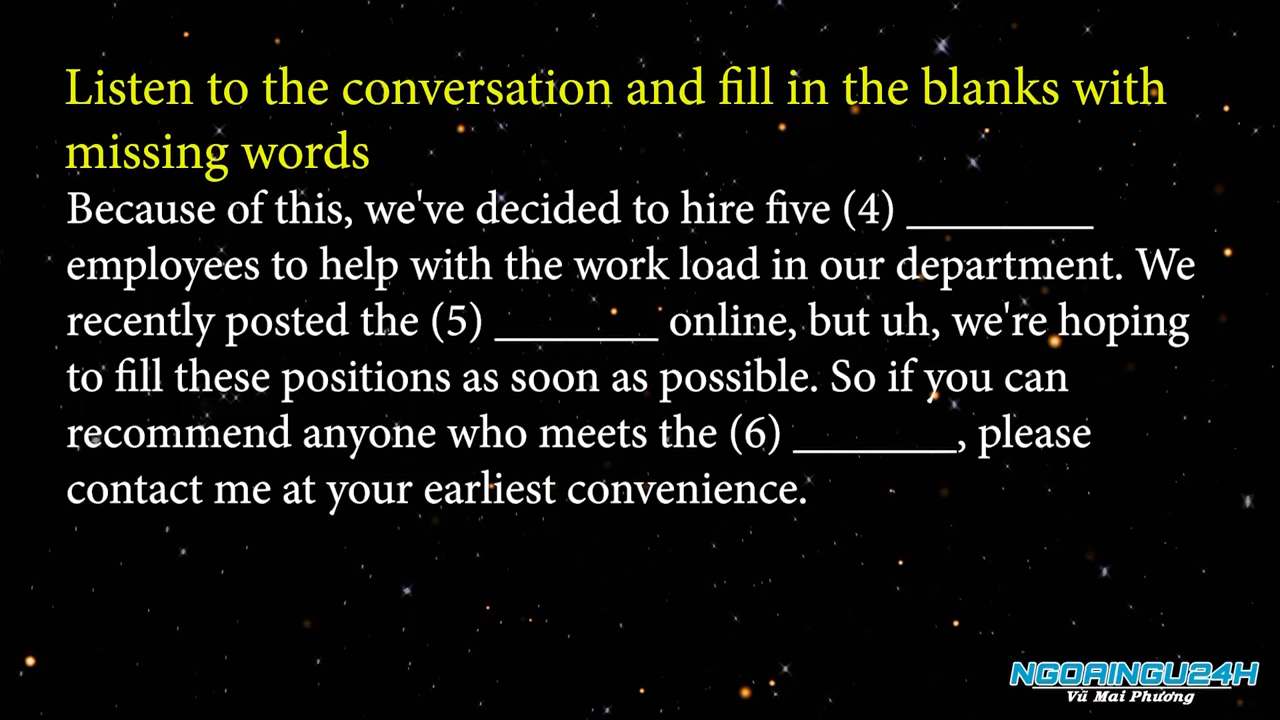 Listen to the conversation and fill in the blanks with
missing words
Because of this, we've decided to hire five (4) _________
employees to help with the work load in our department. We
recently posted the (5) ________ online, but uh, we're hoping
to fill these positions as soon as possible. So if you can
recommend anyone who meets the (6) ________, please
contact me at your earliest convenience.
NGOAINGU24H
Vũ Mai Phương